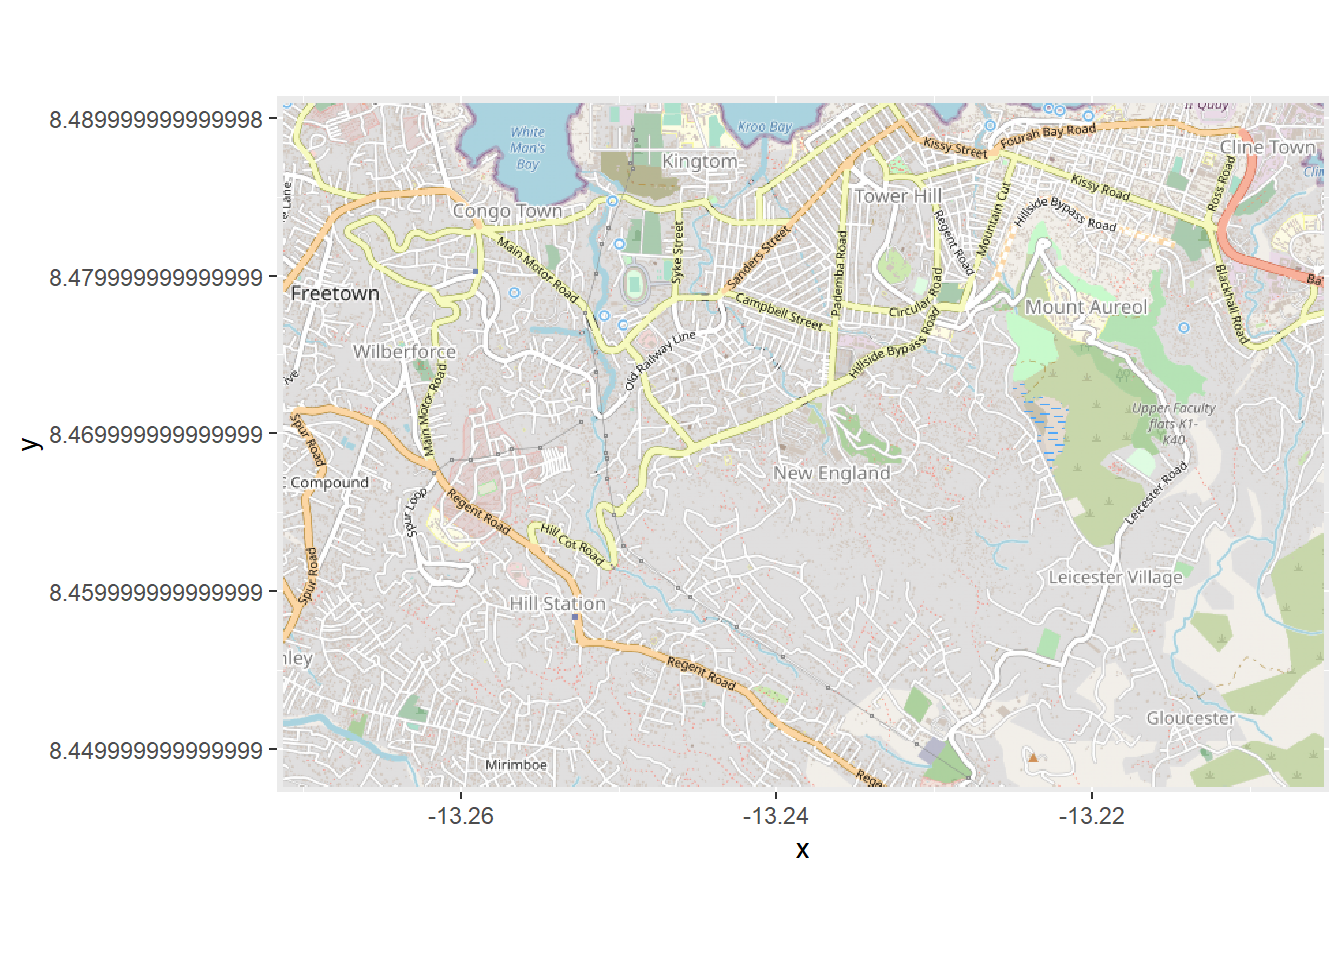 8.489999999999998
8.479999999999999
8.469999999999999
8.459999999999999
8.449999999999999
y
White
Man's
Bay
Kroo Bay
Kingtom
Kissy Street
Fourah Bay Road
Cline Town
Kissy Road
Ross Road
Tower Hill
Congo Town
Main Motor Road
Syke Street
Sanders Street
Pademba Road
Regent Road
Mountain Cut
Hillside Bypass Road
Freetown
Campbell Street
Circular Road
Mount Aureol
Blackhall Road
Wilberforce
Old Railway Line
Hillside Bypass Road
Main Motor Road
Upper Faculty
flats K1-
K40
Spur Road
New England
Compound
Spur Loop
Regent Road
Hill Cot Road
Leicester Road
Spur Road
Leicester Village
Hill Station
nley
Regent Road
Gloucester
Mirimboe
Rege
-13.26
-13.24
-13.22
x